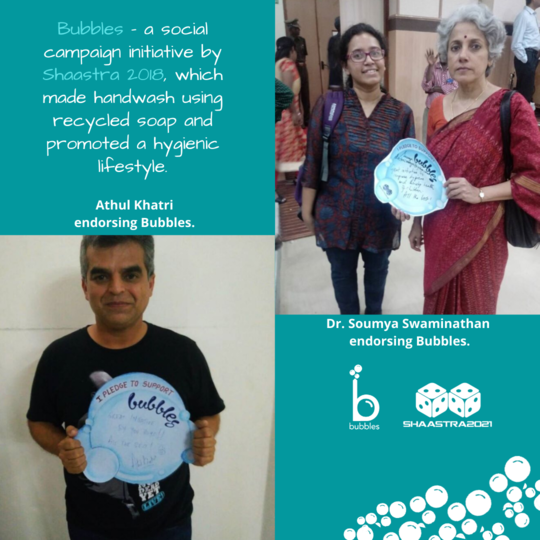 Bubbles - a social
campaign initiative by
Shaastra 2018, which
made handwash using
recycled soap and
promoted a hygienic
lifestyle.
Athul Khatri
endorsing Bubbles.
bubbles
I PLEDGE TO SUPPORT
bubbles
Dr. Soumya Swaminathan
endorsing Bubbles.
b
bubbles
SHAASTRA2021